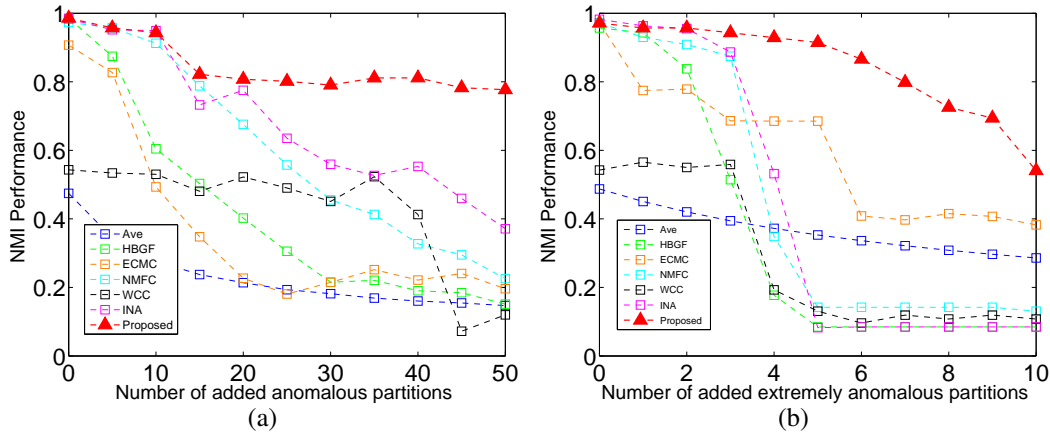 1
0.8
0.6
0.4
0.2
0
NMI Performance
Ave
HBGF
ECMC
NMFC
WCC
INA
Proposed
0 10 20 30 40 50
Number of added anomalous partitions
(a)
1
0.8
0.6
0.4
0.2
0
NMI Performance
Ave
HBGF
ECMC
NMFC
WCC
INA
Proposed
0 2 4 6 8 10
Number of added extremely anomalous partitions
(b)